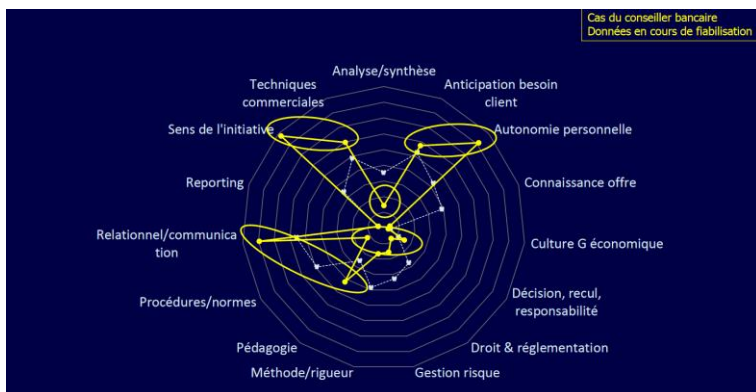 Cas du conseiller bancaire
Données en cours de fiabilisation
Analyse/synthèse
Techniques
commerciales
Anticipation besoin
client
Sens de l'initiative
Autonomie personnelle
Reporting
Connaissance offre
Relationnel/communica
tion
Culture G économique
Procédures/normes
Décision, recul,
responsabilité
Pédagogie
Droit & réglementation
Méthode/rigueur
Gestion risque